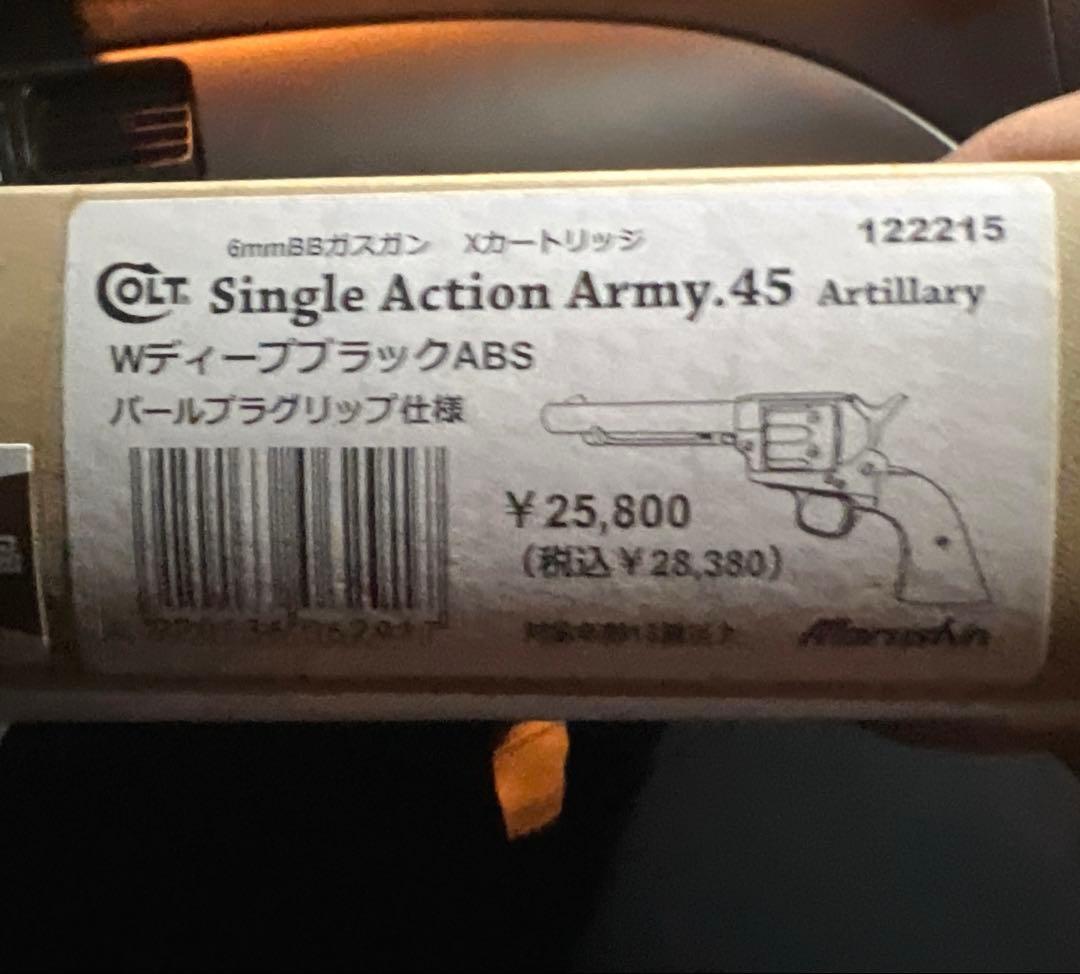 6mmBBガスガン Xカートリッジ
122215
COLT Single Action Army.45 Artillary
WディープブラックABS
パールプラグリップ仕様
¥25,800
(税込¥28,380)
Marushin